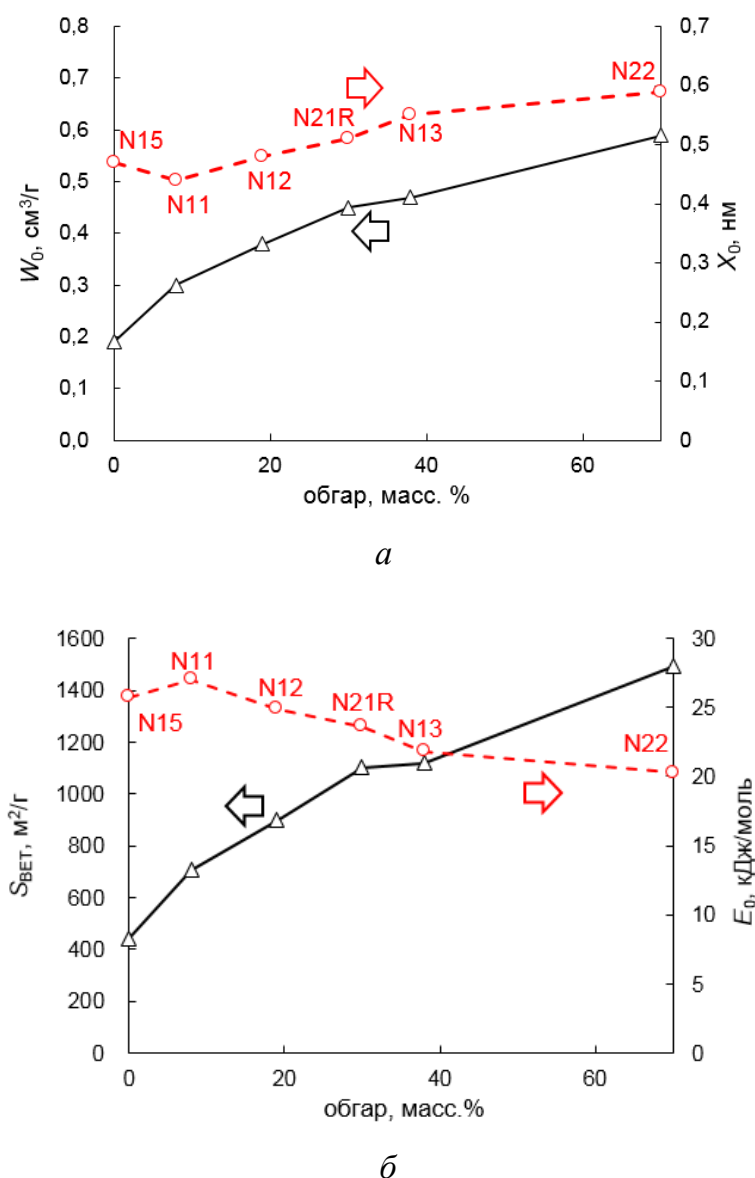 0,8
0,7
0,6
0,5
0,4
0,3
0,2
0,1
0,0
W₀, см³/г
0,7
0,6
0,5
0,4
0,3
0,2
0,1
0
X₀, нм
N15
N11
N12
N21R
N13
N22
0
20
40
60
обгар, масс. %
а
1600
1400
1200
1000
800
600
400
200
0
S_BET, м²/г
30
25
20
15
10
5
0
E₀, кДж/моль
N15
N11
N12
N21R
N13
N22
0
20
40
60
обгар, масс.%
б